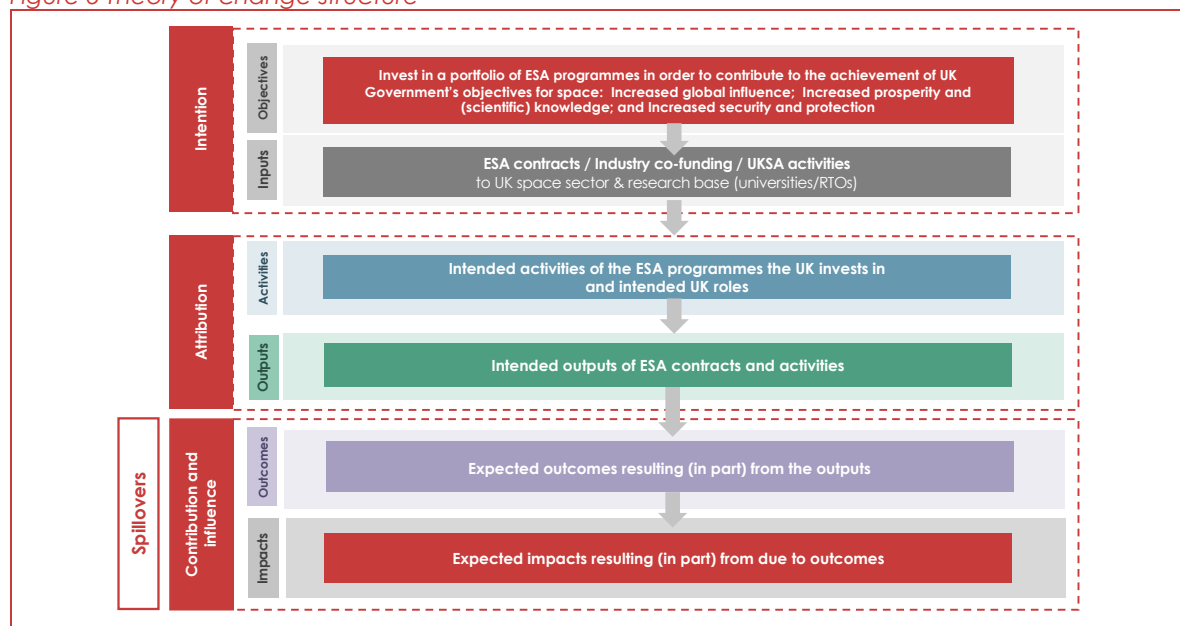 Figure 6 Theory of change structure
Intention
Objectives
Invest in a portfolio of ESA programmes in order to contribute to the achievement of UK
Government's objectives for space: Increased global influence; Increased prosperity and
(scientific) knowledge; and Increased security and protection
Inputs
ESA contracts / Industry co-funding / UKSA activities
to UK space sector & research base (universities/RTOs)
Attribution
Activities
Intended activities of the ESA programmes the UK invests in
and intended UK roles
Outputs
Intended outputs of ESA contracts and activities
Spillovers
Contribution and
influence
Outcomes
Expected outcomes resulting (in part) from the outputs
Impacts
Expected impacts resulting (in part) from due to outcomes